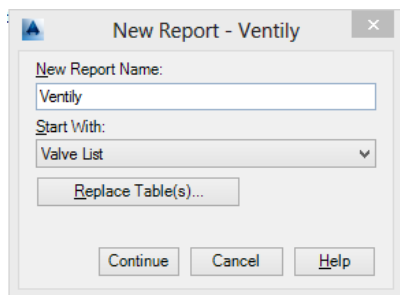 New Report - Ventily
New Report Name:
Ventily
Start With:
Valve List
Replace Table(s)...
Continue Cancel Help